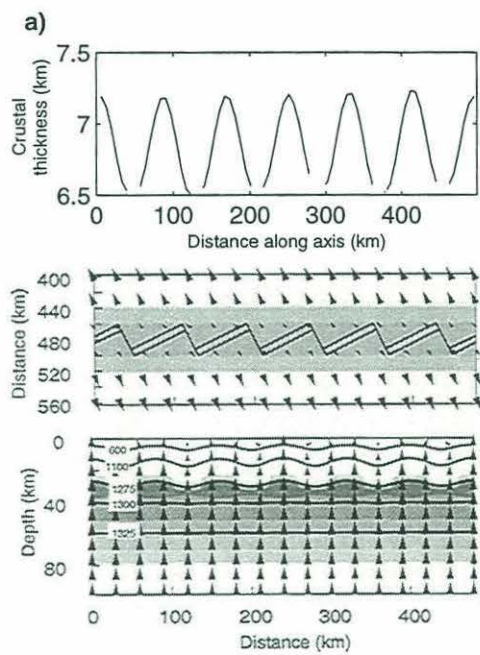 a)
7.5
7
6.5
Crustal
thickness (km)
0 100 200 300 400
Distance along axis (km)
400
440
480
520
560
Distance (km)
0
40
80
Depth (km)
600
1100
1275
1300
1325
0 100 200 300 400
Distance (km)